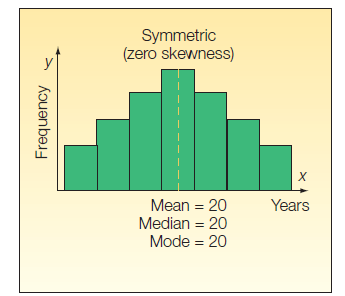 Symmetric
(zero skewness)
y
Frequency
x
Years
Mean = 20
Median = 20
Mode = 20